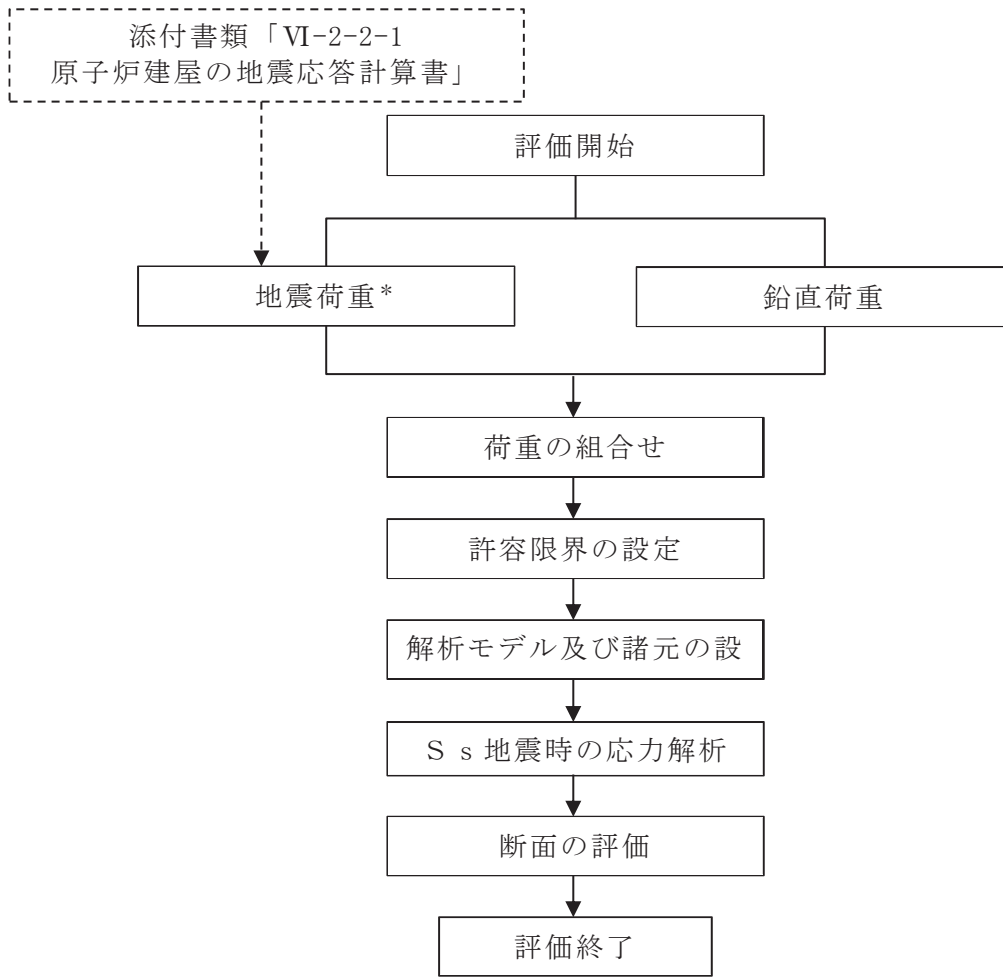 添付書類「Ⅵ-2-2-1
原子炉建屋の地震応答計算書」
評価開始
地震荷重*
鉛直荷重
荷重の組合せ
許容限界の設定
解析モデル及び諸元の設
Ｓｓ地震時の応力解析
断面の評価
評価終了